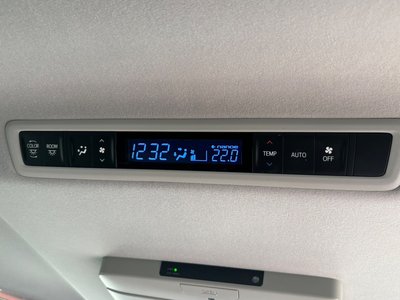 COLOR ROOM
1232 nanoe 22.0
TEMP AUTO OFF